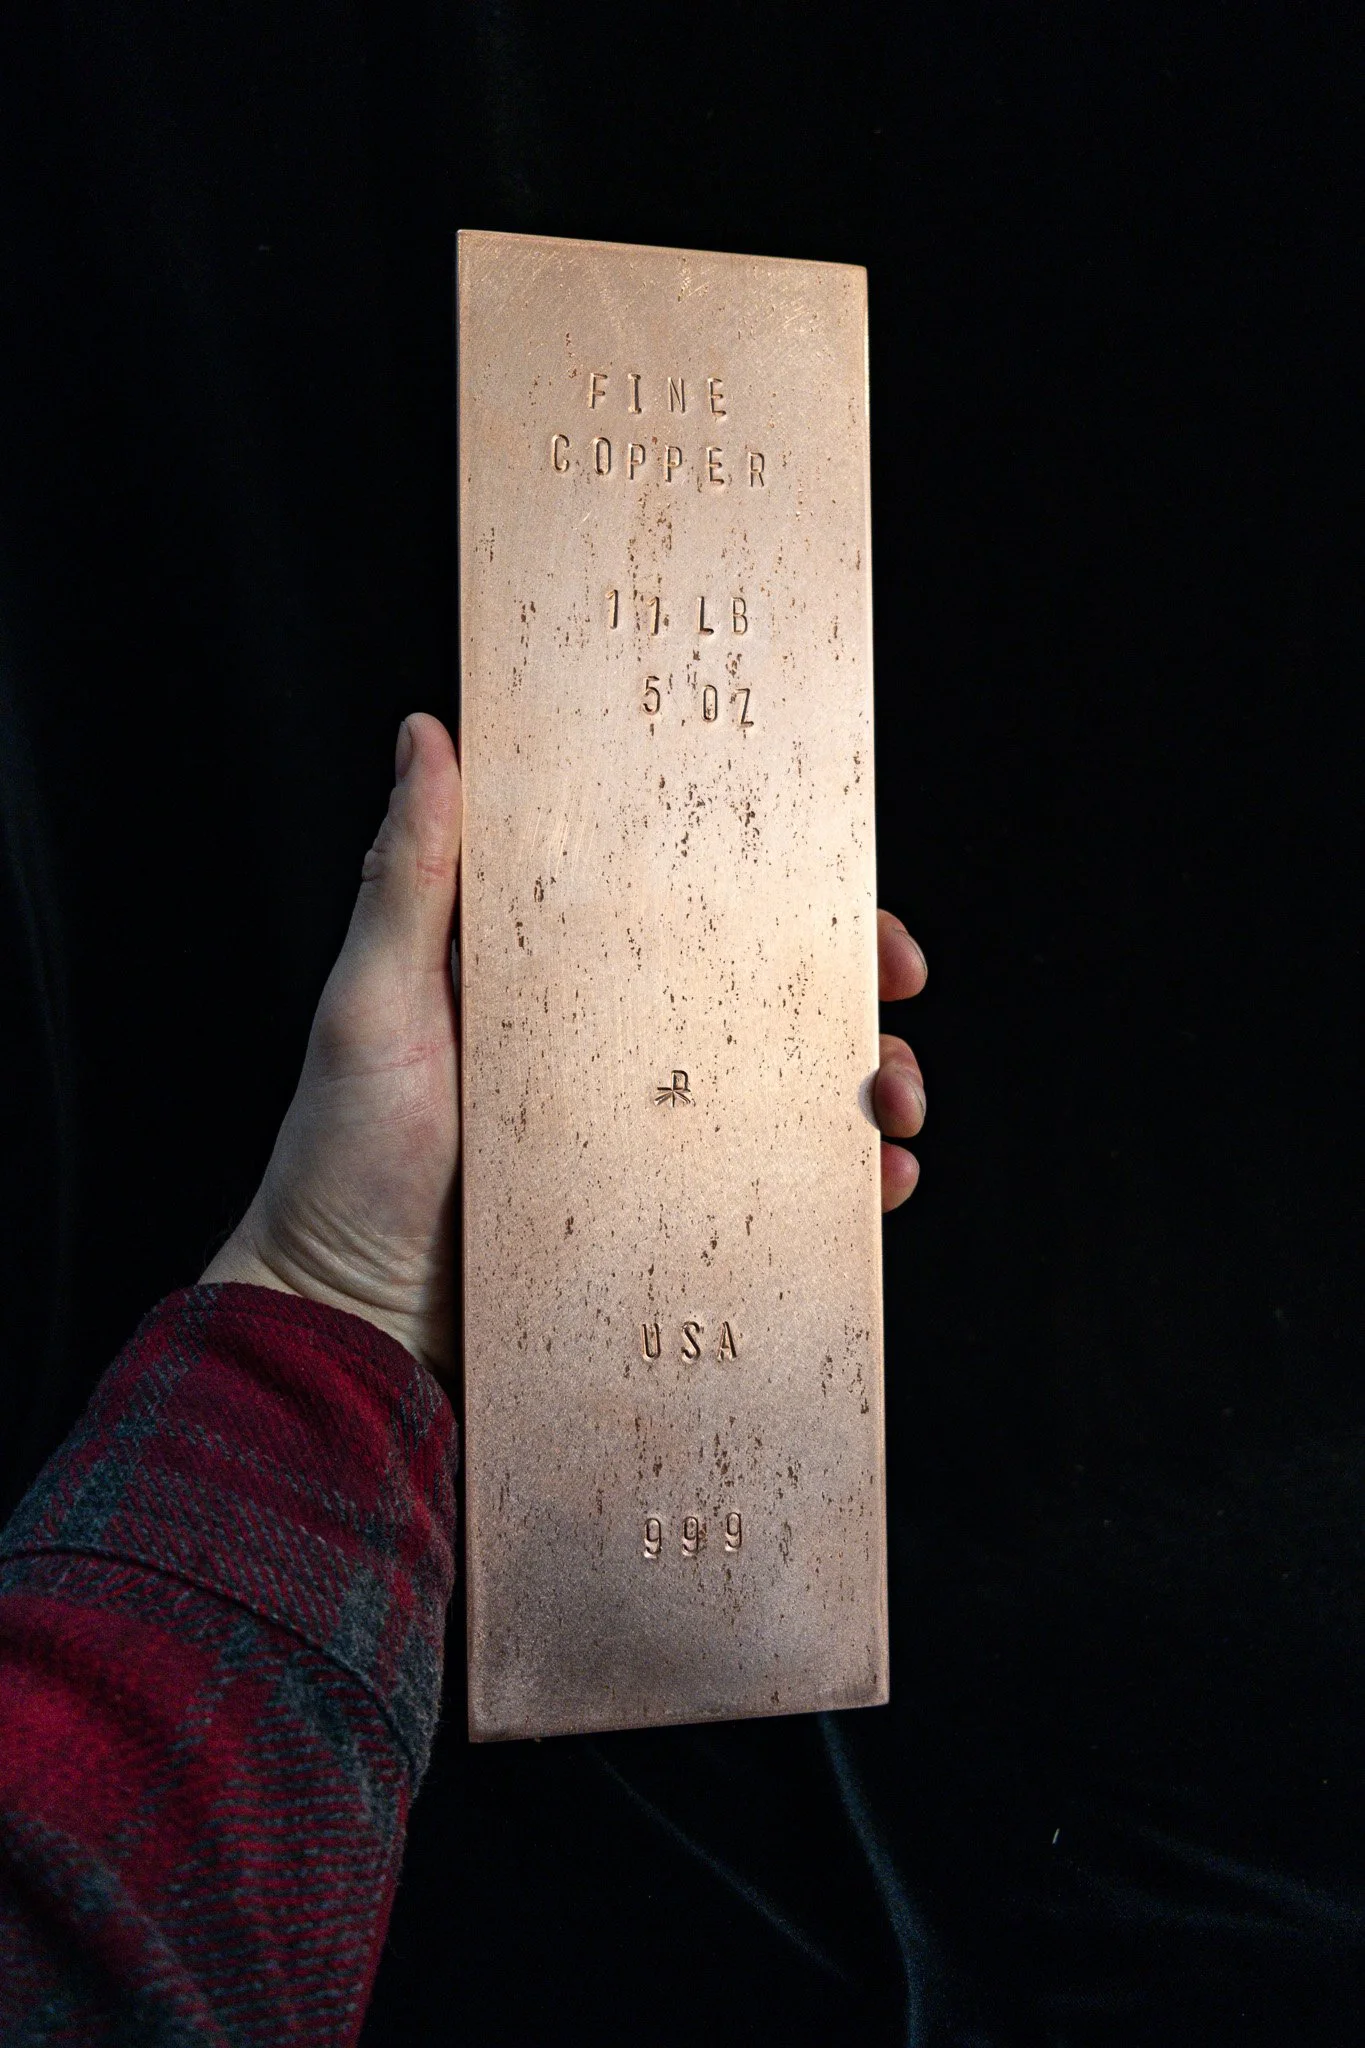 FINE
COPPER
11 LB
5 OZ
USA
999